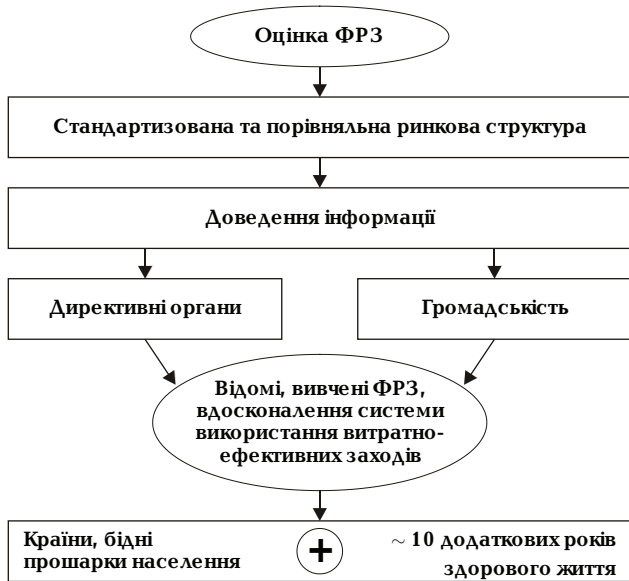 Оцінка ФРЗ
Стандартизована та порівняльна ринкова структура
Доведення інформації
Директивні органи
Громадськість
Відомі, вивчені ФРЗ,
вдосконалення системи
використання витратно-
ефективних заходів
Країни, бідні
прошарки населення
+
~ 10 додаткових років
здорового життя